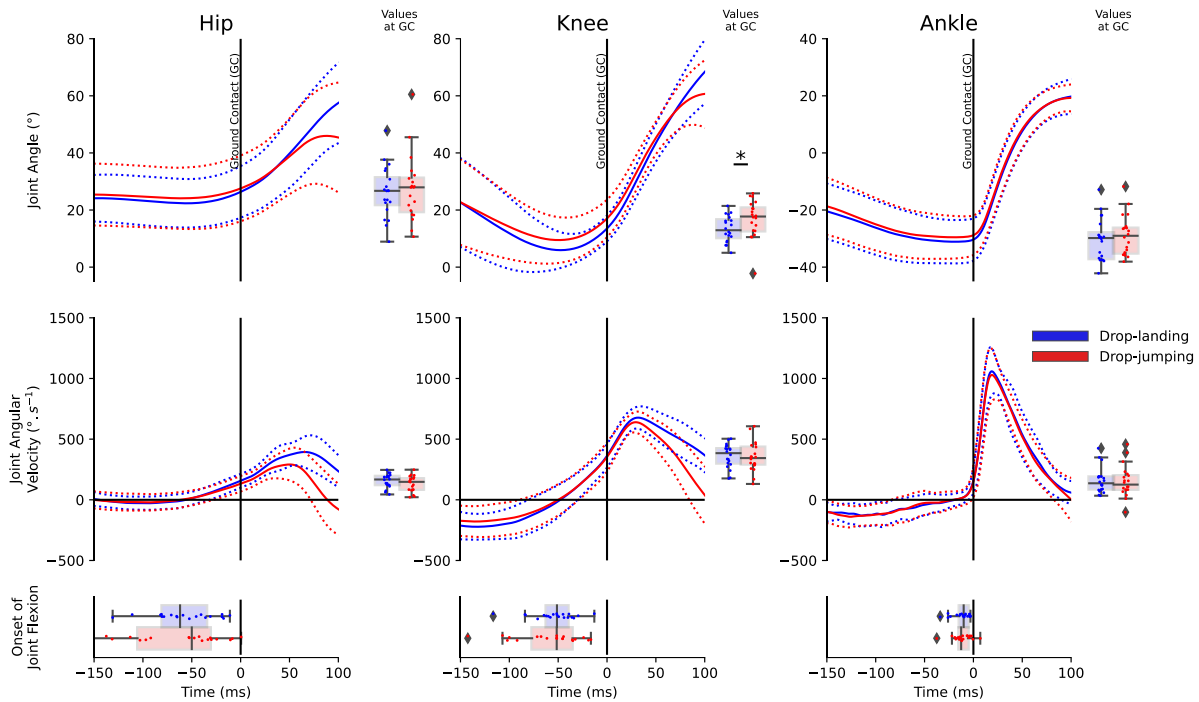 Hip
Values
at GC
Knee
Values
at GC
Ankle
Values
at GC
Joint Angle (°)
80
60
40
20
0
Ground Contact (GC)
80
60
40
20
0
Ground Contact (GC)
*
40
20
0
−20
−40
Ground Contact (GC)
Joint Angular
Velocity (°.s⁻¹)
1500
1000
500
0
−500
1500
1000
500
0
−500
1500
1000
500
0
−500
Drop-landing
Drop-jumping
Onset of
Joint Flexion
−150 −100 −50 0 50 100
Time (ms)
−150 −100 −50 0 50 100
Time (ms)
−150 −100 −50 0 50 100
Time (ms)